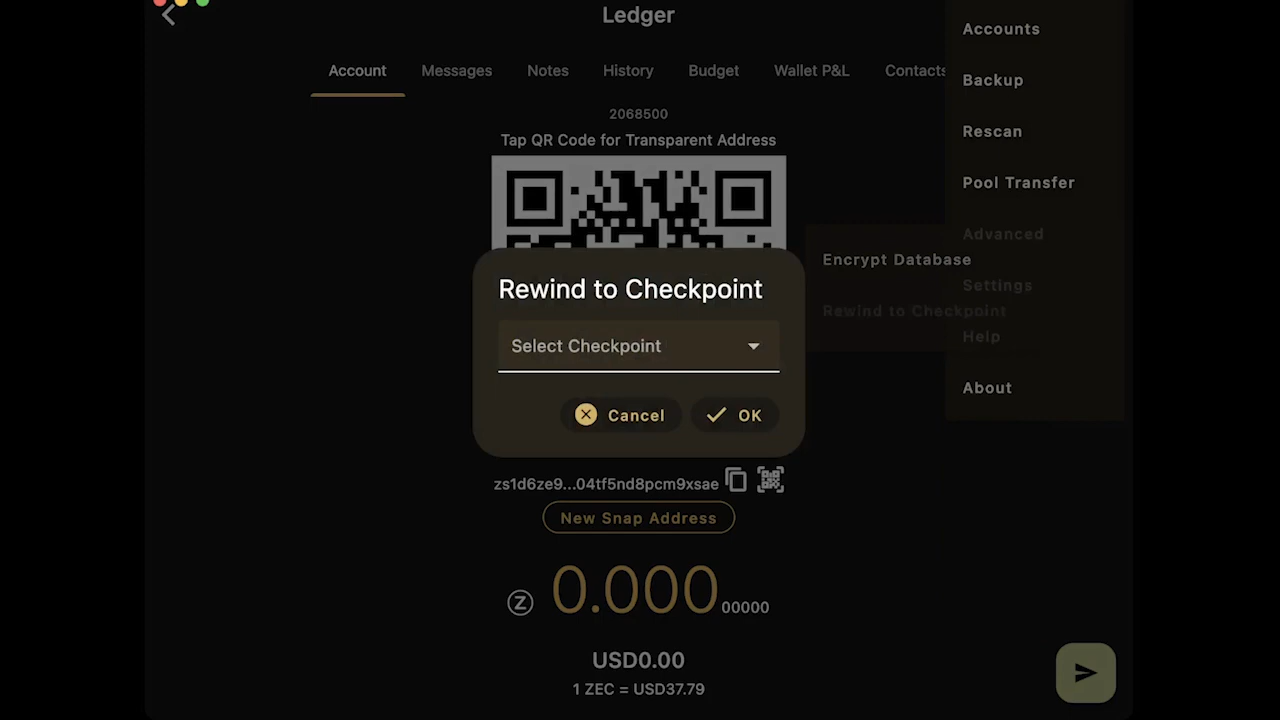 Ledger
Account Messages Notes History Budget Wallet P&L Contacts
2068500
Tap QR Code for Transparent Address
Accounts
Backup
Rescan
Pool Transfer
Advanced
Settings
Help
About
Encrypt Database
Rewind to Checkpoint
Rewind to Checkpoint
Select Checkpoint
Cancel OK
zs1d6ze9...04tf5nd8pcm9xsae
New Snap Address
0.000 00000
USD0.00
1 ZEC = USD37.79